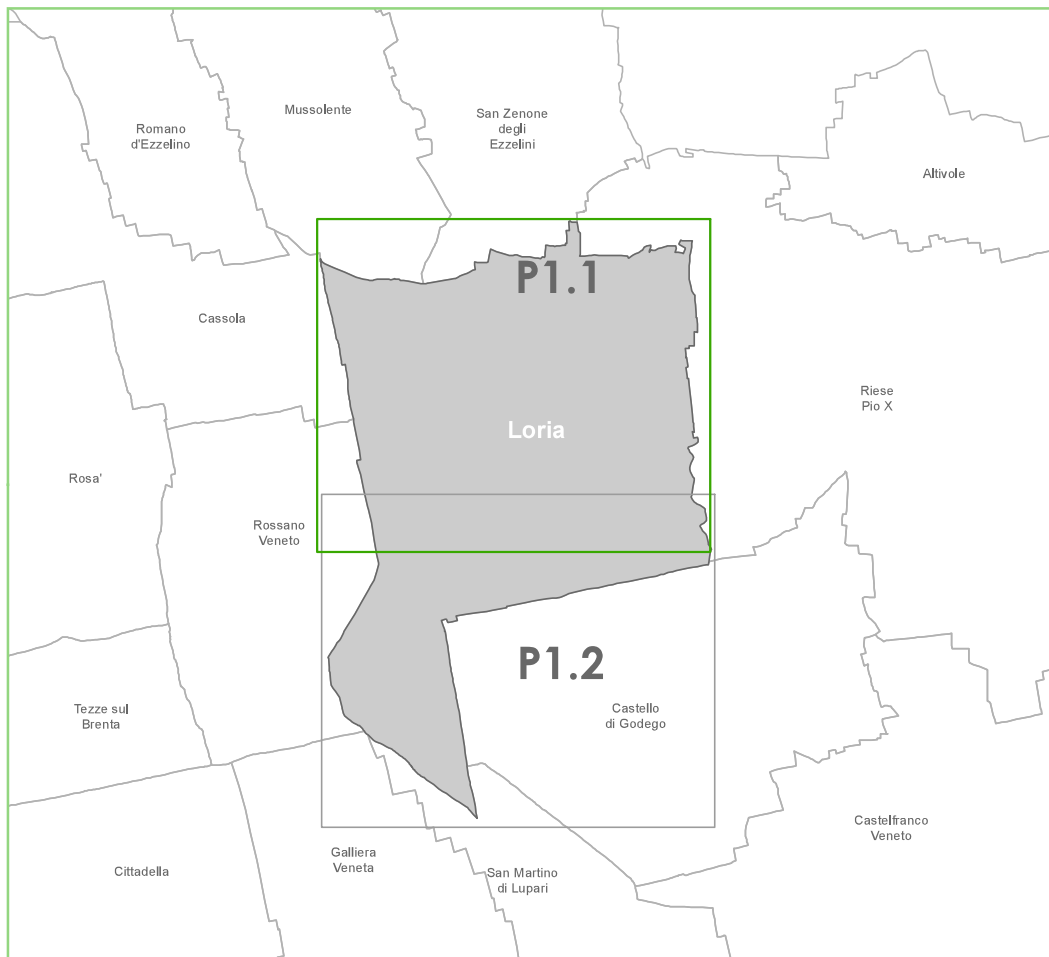 Mussolente
San Zenone
degli
Ezzelini
Romano
d'Ezzelino
Altivole
P1.1
Cassola
Riese
Pio X
Loria
Rosa'
Rossano
Veneto
P1.2
Tezze sul
Brenta
Castello
di Godego
Castelfranco
Veneto
Galliera
Veneta
Cittadella
San Martino
di Lupari